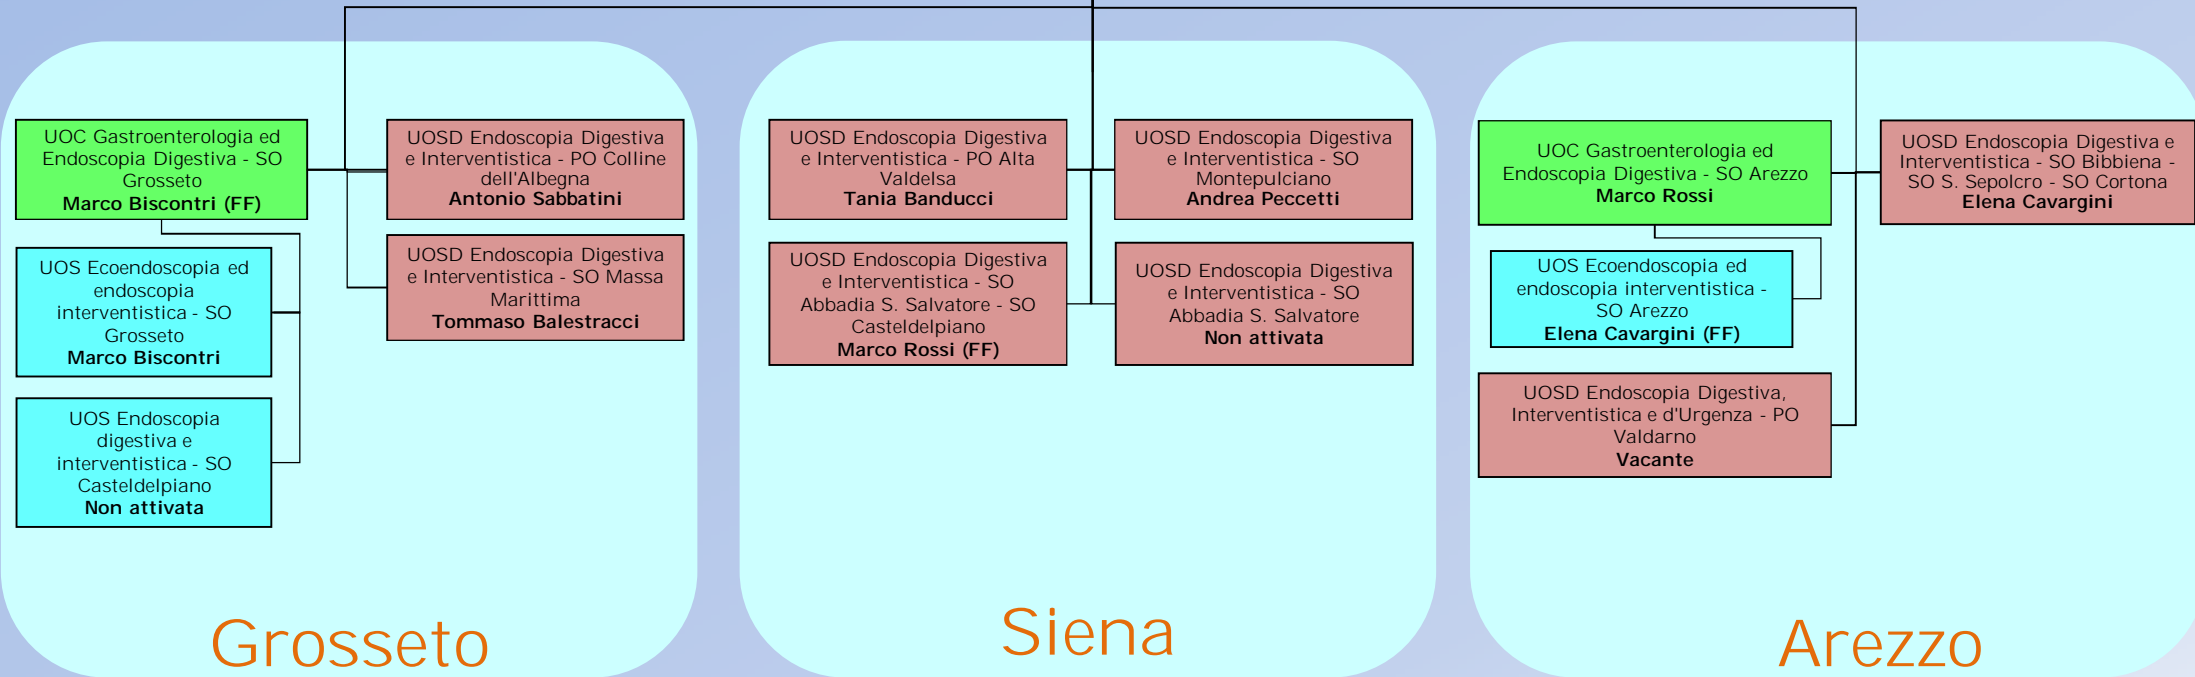 UOC Gastroenterologia ed
Endoscopia Digestiva - SO
Grosseto
Marco Biscontri (FF)
UOSD Endoscopia Digestiva
e Interventistica - PO Colline
dell'Albegna
Antonio Sabbatini
UOS Ecoendoscopia ed
endoscopia
interventistica - SO
Grosseto
Marco Biscontri
UOSD Endoscopia Digestiva
e Interventistica - SO Massa
Marittima
Tommaso Balestracci
UOS Endoscopia
digestiva e
interventistica - SO
Casteldelpiano
Non attivata
Grosseto
UOSD Endoscopia Digestiva
e Interventistica - PO Alta
Valdelsa
Tania Banducci
UOSD Endoscopia Digestiva
e Interventistica - SO
Montepulciano
Andrea Peccetti
UOSD Endoscopia Digestiva
e Interventistica - SO
Abbadia S. Salvatore - SO
Casteldelpiano
Marco Rossi (FF)
UOSD Endoscopia Digestiva
e Interventistica - SO
Abbadia S. Salvatore
Non attivata
Siena
UOC Gastroenterologia ed
Endoscopia Digestiva - SO Arezzo
Marco Rossi
UOSD Endoscopia Digestiva e
Interventistica - SO Bibbiena -
SO S. Sepolcro - SO Cortona
Elena Cavargini
UOS Ecoendoscopia ed
endoscopia interventistica -
SO Arezzo
Elena Cavargini (FF)
UOSD Endoscopia Digestiva,
Interventistica e d'Urgenza - PO
Valdarno
Vacante
Arezzo